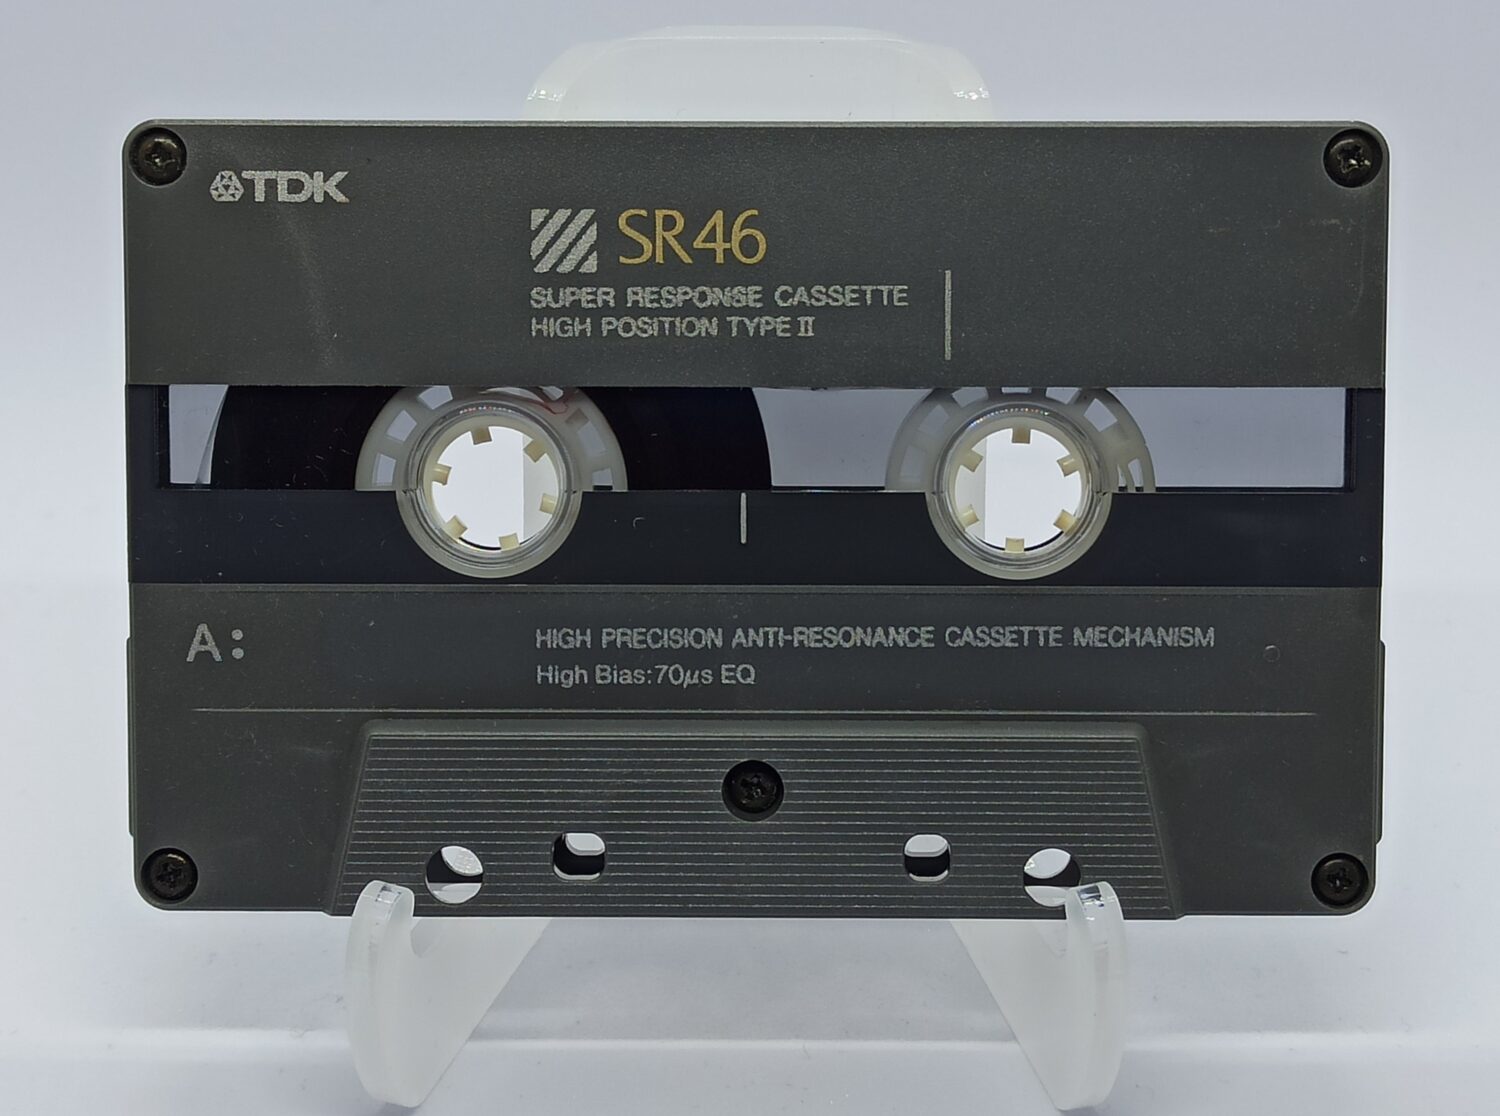 TDK
SR46
SUPER RESPONSE CASSETTE
HIGH POSITION TYPE II
A:
HIGH PRECISION ANTI-RESONANCE CASSETTE MECHANISM
High Bias:70μs EQ